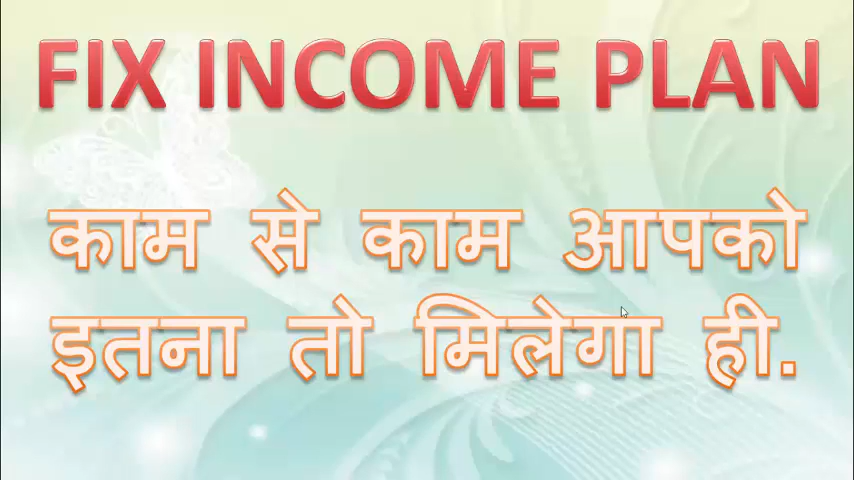 FIX INCOME PLAN
काम से काम आपको
इतना तो मिलेगा ही.